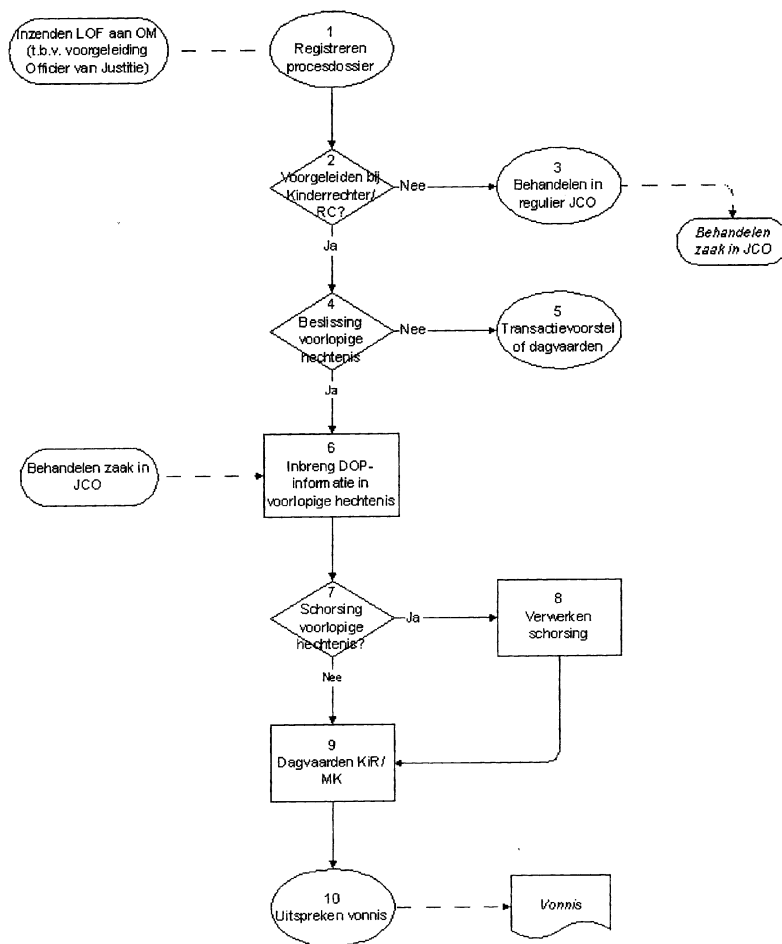 Inzenden LOF aan OM
(t.b.v. voorgeleiding
Officier van Justitie)
1
Registreren
procesdossier
2
Voorgeleiden bij
Kinderrechter/
RC?
Nee
3
Behandelen in
regulier JCO
Behandelen
zaak in JCO
Ja
4
Beslissing
voorlopige
hechtenis
Nee
5
Transactievoorstel
of dagvaarden
Ja
Behandelen zaak in
JCO
6
Inbreng DOP-
informatie in
voorlopige hechtenis
7
Schorsing
voorlopige
hechtenis?
Ja
8
Verwerken
schorsing
Nee
9
Dagvaarden KiR/
MK
10
Uitspreken vonnis
Vonnis